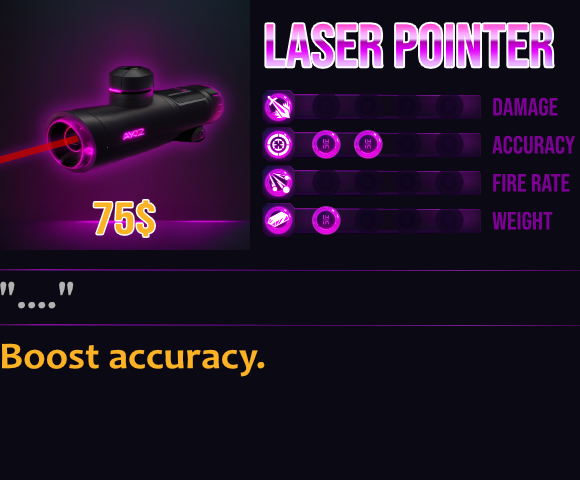 LASER POINTER
DAMAGE
ACCURACY
FIRE RATE
WEIGHT
75$
"...."
Boost accuracy.